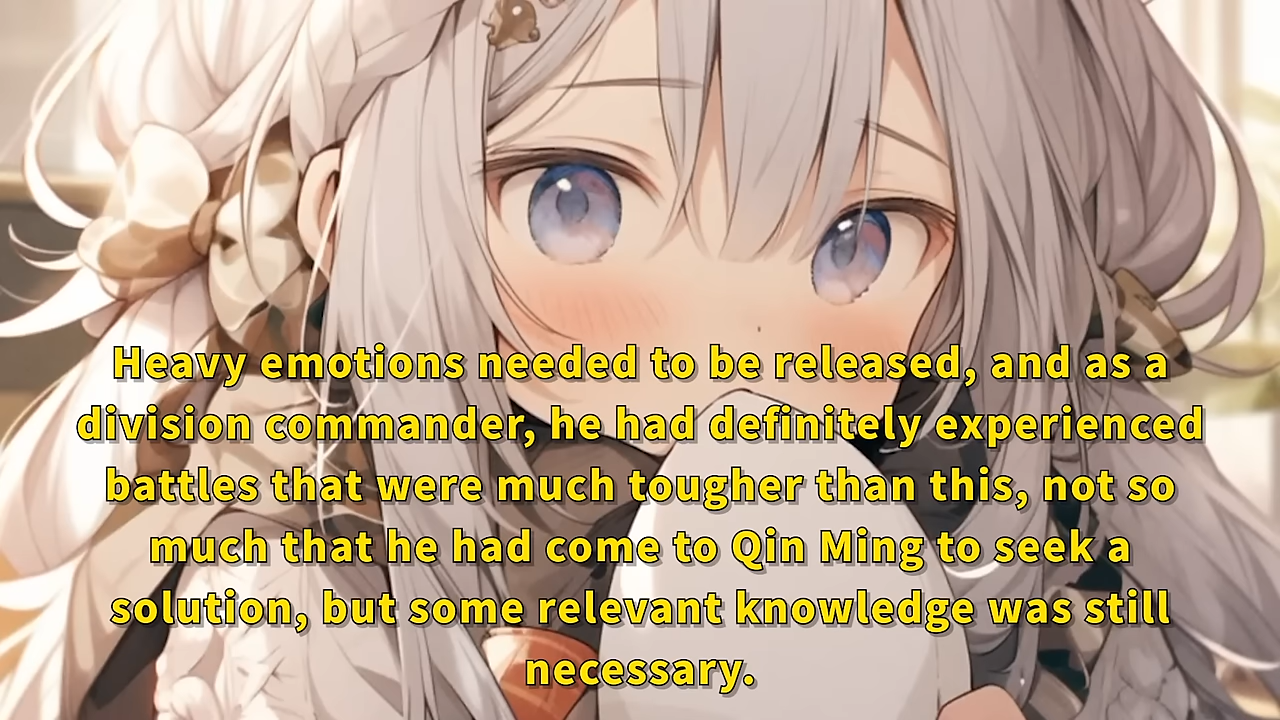 Heavy emotions needed to be released, and as a
division commander, he had definitely experienced
battles that were much tougher than this, not so
much that he had come to Qin Ming to seek a
solution, but some relevant knowledge was still
necessary.